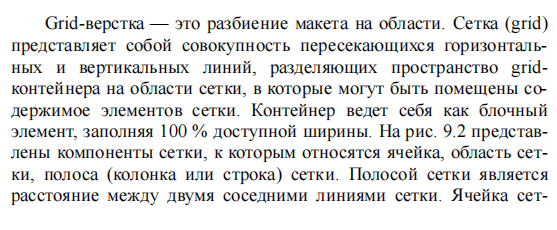 Grid-верстка — это разбиение макета на области. Сетка (grid)
представляет собой совокупность пересекающихся горизонталь-
ных и вертикальных линий, разделяющих пространство grid-
контейнера на области сетки, в которые могут быть помещены со-
держимое элементов сетки. Контейнер ведет себя как блочный
элемент, заполняя 100 % доступной ширины. На рис. 9.2 представ-
лены компоненты сетки, к которым относятся ячейка, область сет-
ки, полоса (колонка или строка) сетки. Полосой сетки является
расстояние между двумя соседними линиями сетки. Ячейка сет-